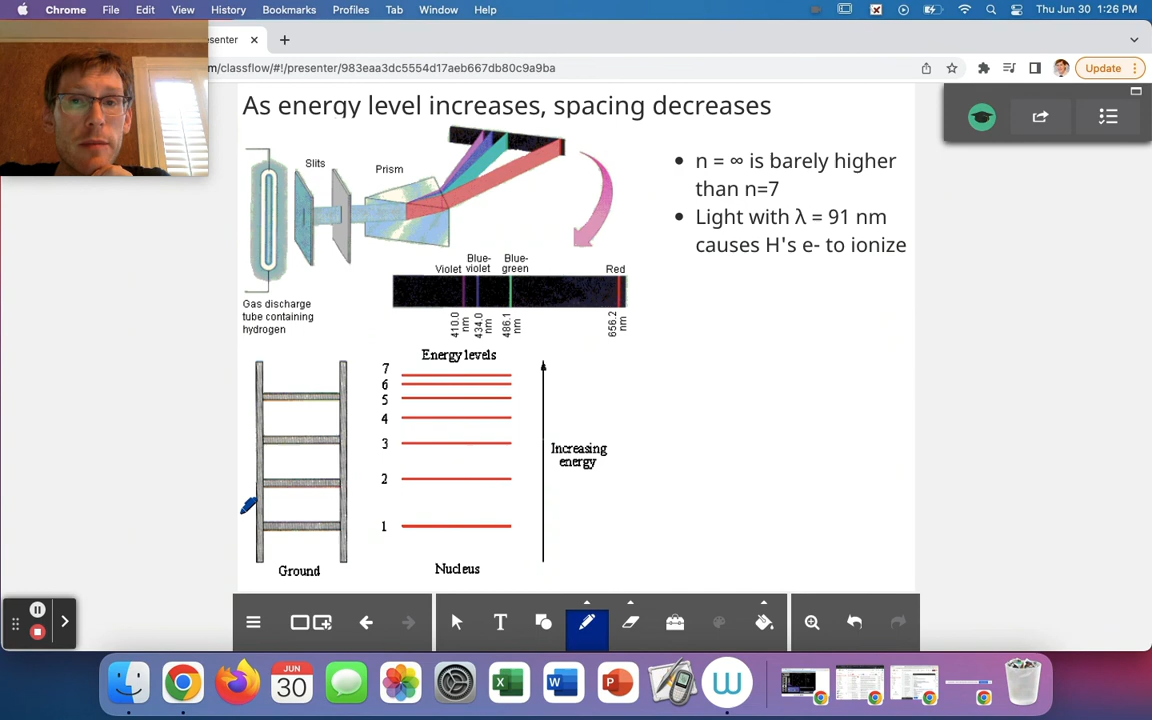 Chrome File Edit View History Bookmarks Profiles Tab Window Help Thu Jun 30 1:26 PM
senter
m/classflow/#!/presenter/983eaa3dc5554d17aeb667db80c9a9ba Update
As energy level increases, spacing decreases
Slits
Prism
Gas discharge
tube containing
hydrogen
Violet Blue-violet Blue-green Red
410.0 nm 434.0 nm 486.1 nm 656.2 nm
• n = ∞ is barely higher
than n=7
• Light with λ = 91 nm
causes H's e- to ionize
Energy levels
7
6
5
4
3
2
1
Increasing
energy
Ground
Nucleus
T
JUN
30
X
W
P
W